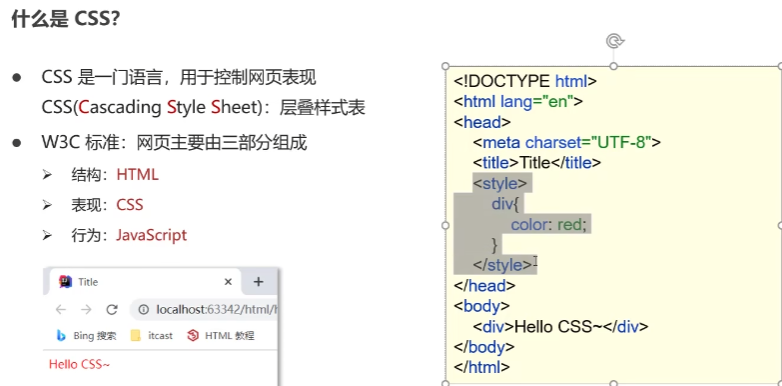 什么是 CSS?
● CSS 是一门语言，用于控制网页表现
CSS(Cascading Style Sheet)：层叠样式表
● W3C 标准：网页主要由三部分组成
➢ 结构：HTML
➢ 表现：CSS
➢ 行为：JavaScript
Title
localhost:63342/html/
Bing 搜索 itcast HTML 教程
Hello CSS~
<!DOCTYPE html>
<html lang="en">
<head>
    <meta charset="UTF-8">
    <title>Title</title>
    <style>
        div{
            color: red;
        }
    </style>
</head>
<body>
    <div>Hello CSS~</div>
</body>
</html>